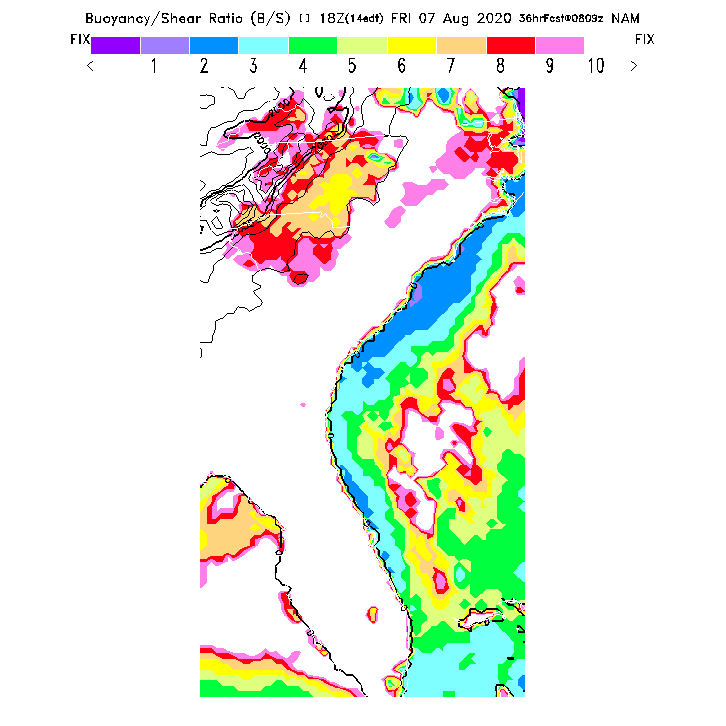 Buoyancy/Shear Ratio (B/S) [] 18Z(14edt) FRI 07 Aug 2020 36hrFcst@0809z NAM
FIX FIX
< 1 2 3 4 5 6 7 8 9 10 >